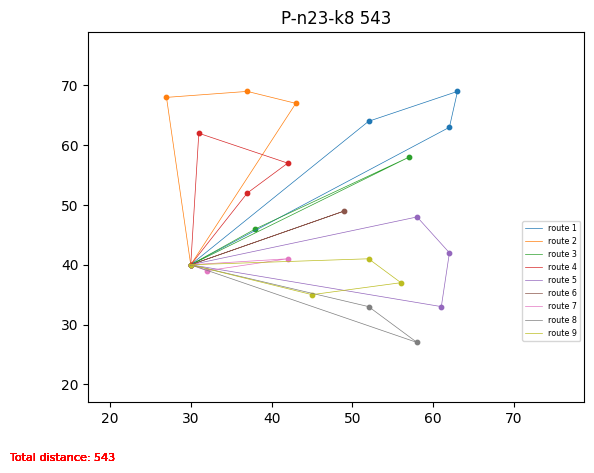 P-n23-k8 543
70
60
50
40
30
20
20 30 40 50 60 70
route 1
route 2
route 3
route 4
route 5
route 6
route 7
route 8
route 9
Total distance: 543